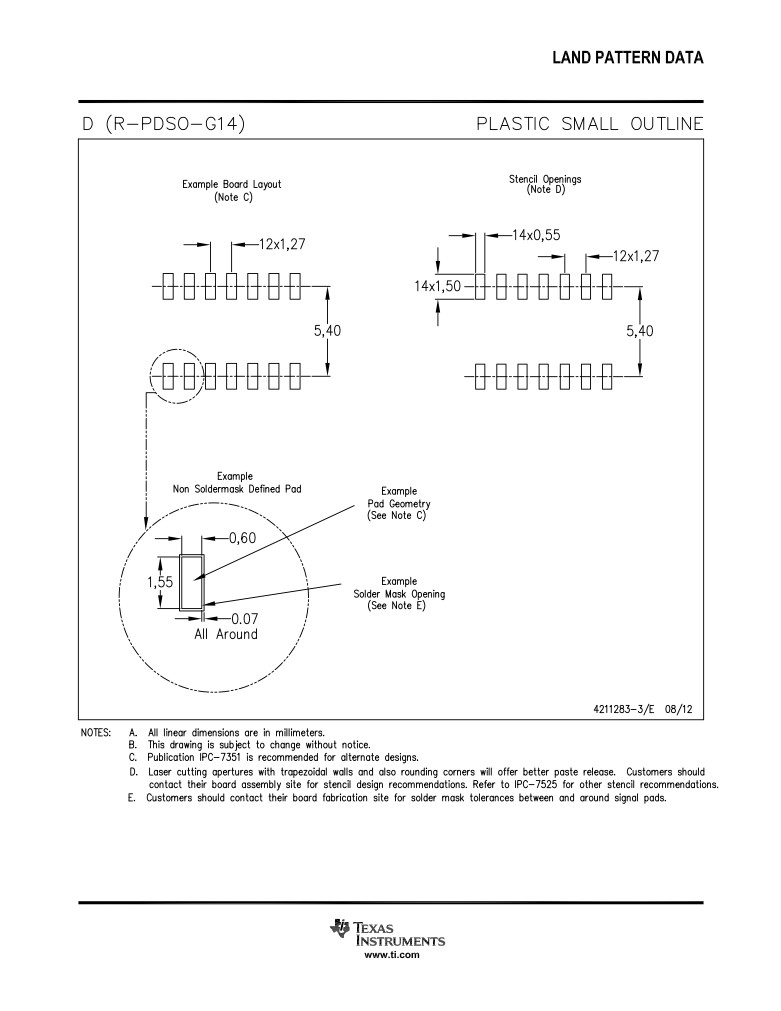 LAND PATTERN DATA
D (R-PDSO-G14)
PLASTIC SMALL OUTLINE
Example Board Layout
(Note C)
Stencil Openings
(Note D)
12x1,27
14x0,55
12x1,27
14x1,50
5,40
5,40
Example
Non Soldermask Defined Pad
Example
Pad Geometry
(See Note C)
0,60
1,55
Example
Solder Mask Opening
(See Note E)
0.07
All Around
4211283-3/E 08/12
NOTES: A. All linear dimensions are in millimeters.
B. This drawing is subject to change without notice.
C. Publication IPC-7351 is recommended for alternate designs.
D. Laser cutting apertures with trapezoidal walls and also rounding corners will offer better paste release. Customers should
contact their board assembly site for stencil design recommendations. Refer to IPC-7525 for other stencil recommendations.
E. Customers should contact their board fabrication site for solder mask tolerances between and around signal pads.
TEXAS
INSTRUMENTS
www.ti.com